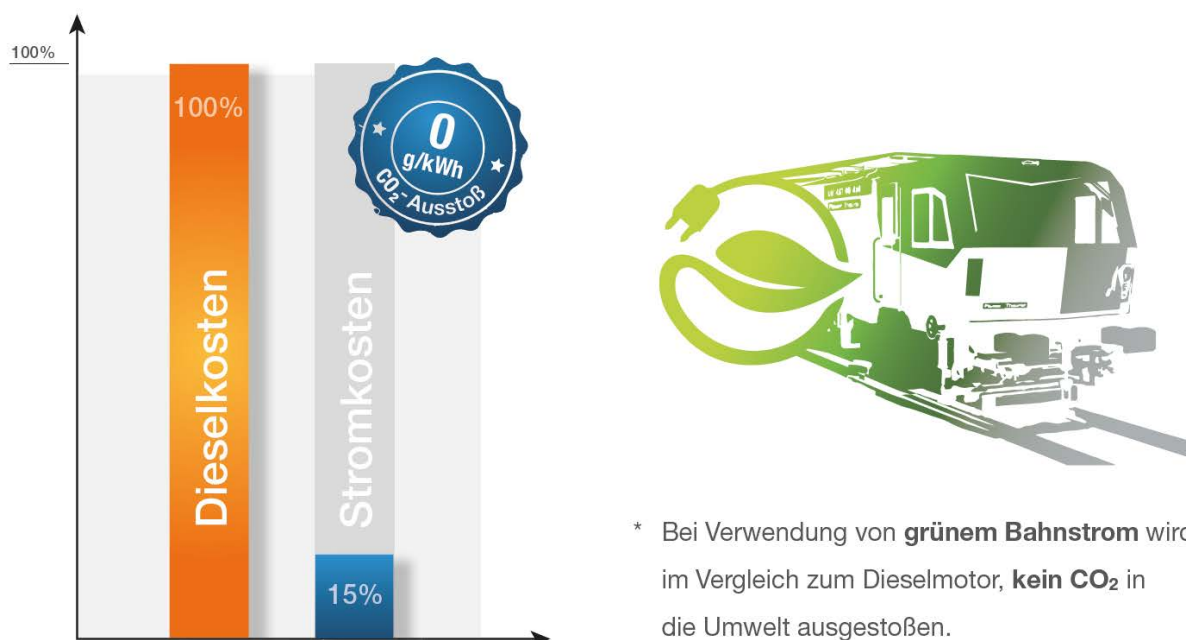 100%
100%
Dieselkosten
Stromkosten
15%
0
g/kWh
CO₂-Ausstoß
* Bei Verwendung von grünem Bahnstrom wird
im Vergleich zum Dieselmotor, kein CO₂ in
die Umwelt ausgestoßen.